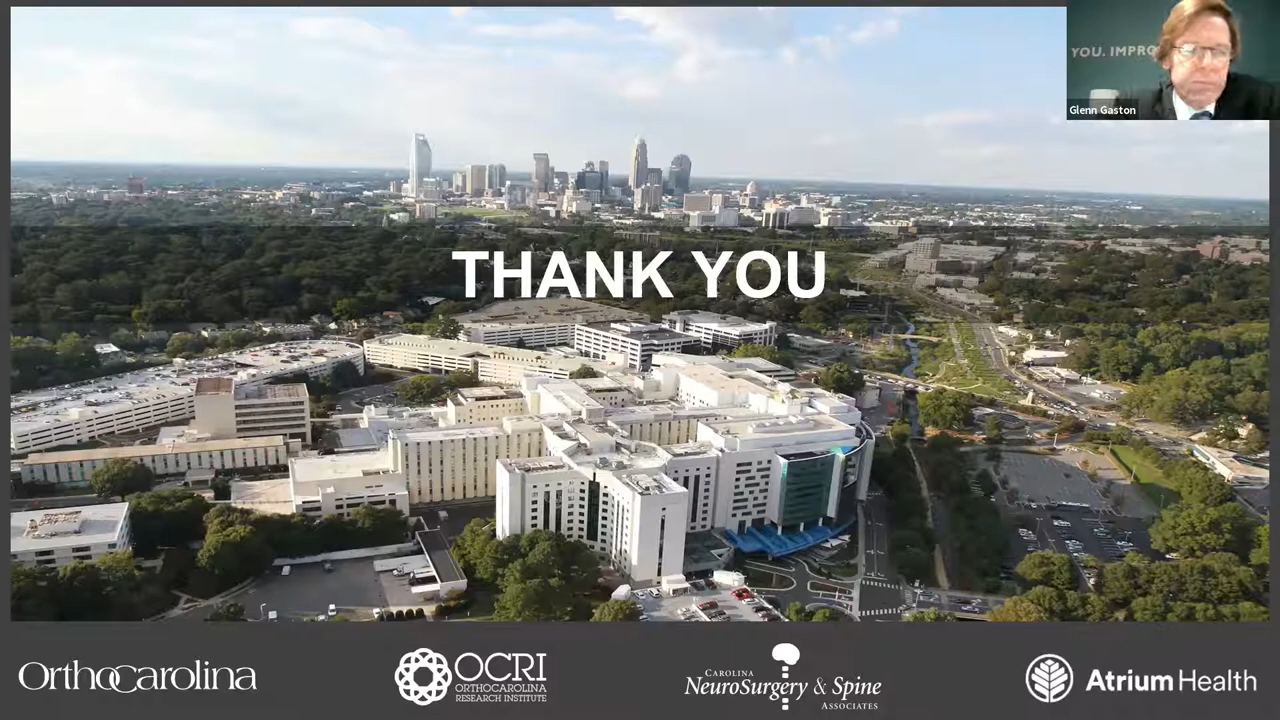 YOU. IMPRO
Glenn Gaston
THANK YOU
OrthoCarolina
OCRI
ORTHOCAROLINA
RESEARCH INSTITUTE
CAROLINA
NEUROSURGERY & SPINE
ASSOCIATES
Atrium Health